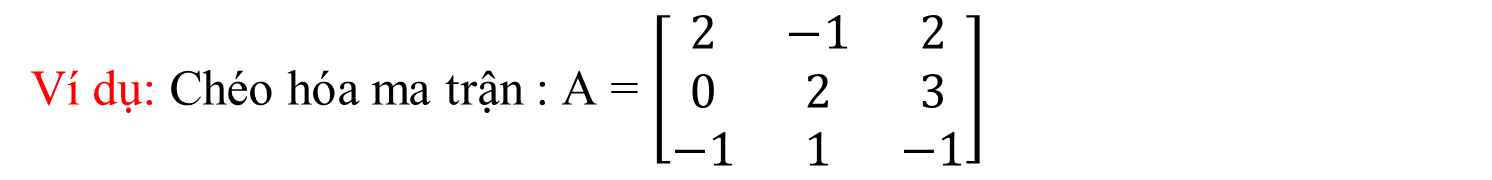 Ví dụ: Chéo hóa ma trận : A = [2 −1 2
0 2 3
−1 1 −1]